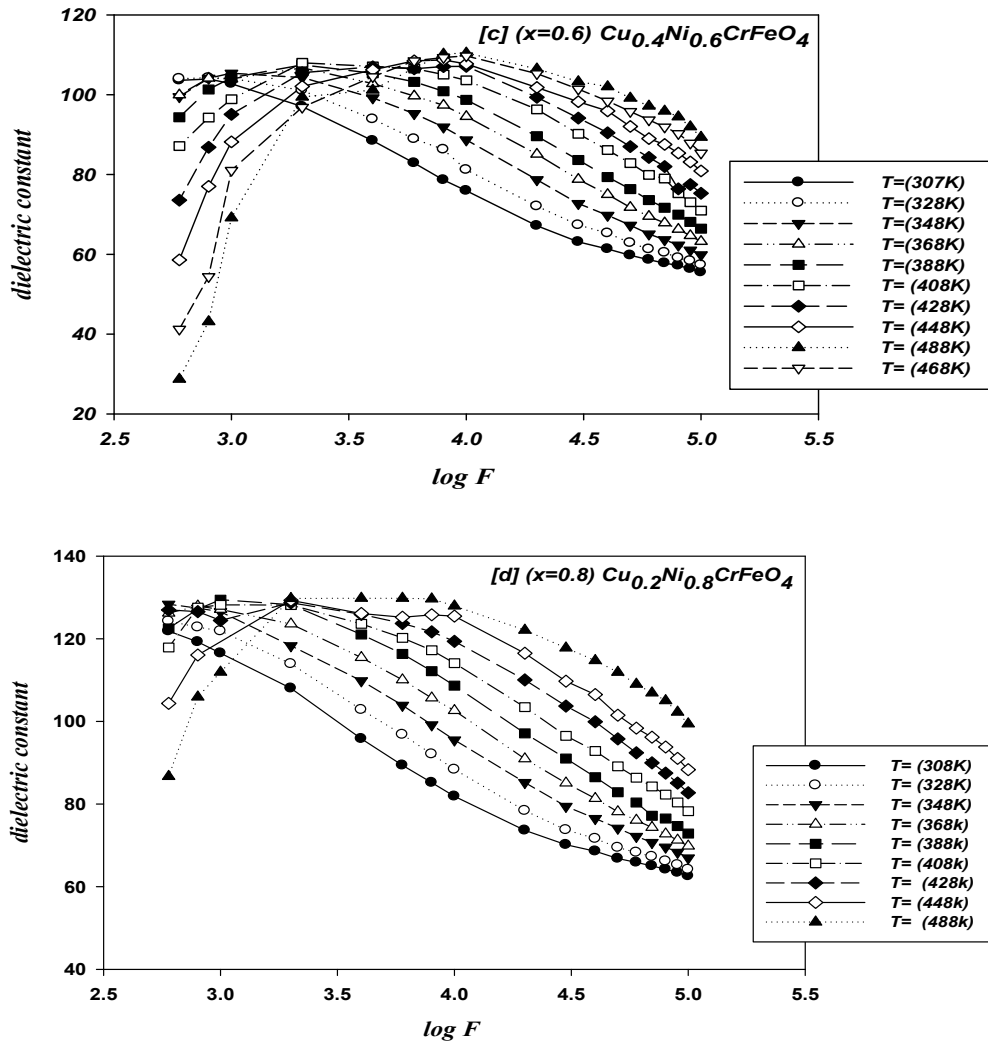 [c] (x=0.6) Cu0.4Ni0.6CrFeO4
120
100
80
60
40
20
dielectric constant
2.5 3.0 3.5 4.0 4.5 5.0 5.5
log F
T=(307K)
T=(328K)
T=(348K)
T=(368K)
T=(388K)
T= (408K)
T= (428K)
T= (448K)
T= (488K)
T= (468K)
[d] (x=0.8) Cu0.2Ni0.8CrFeO4
140
120
100
80
60
40
dielectric constant
2.5 3.0 3.5 4.0 4.5 5.0 5.5
log F
T= (308K)
T= (328K)
T= (348K)
T= (368k)
T= (388k)
T= (408k)
T= (428k)
T= (448k)
T= (488k)